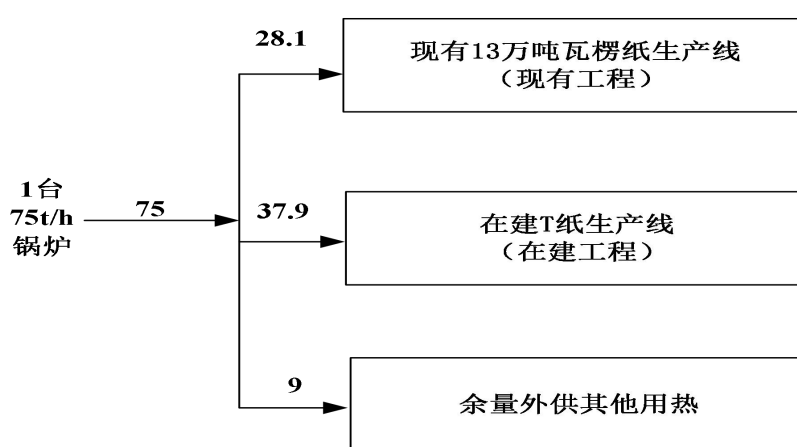 28.1
现有13万吨瓦楞纸生产线
（现有工程）
1台
75t/h
锅炉
75
37.9
在建T纸生产线
（在建工程）
9
余量外供其他用热